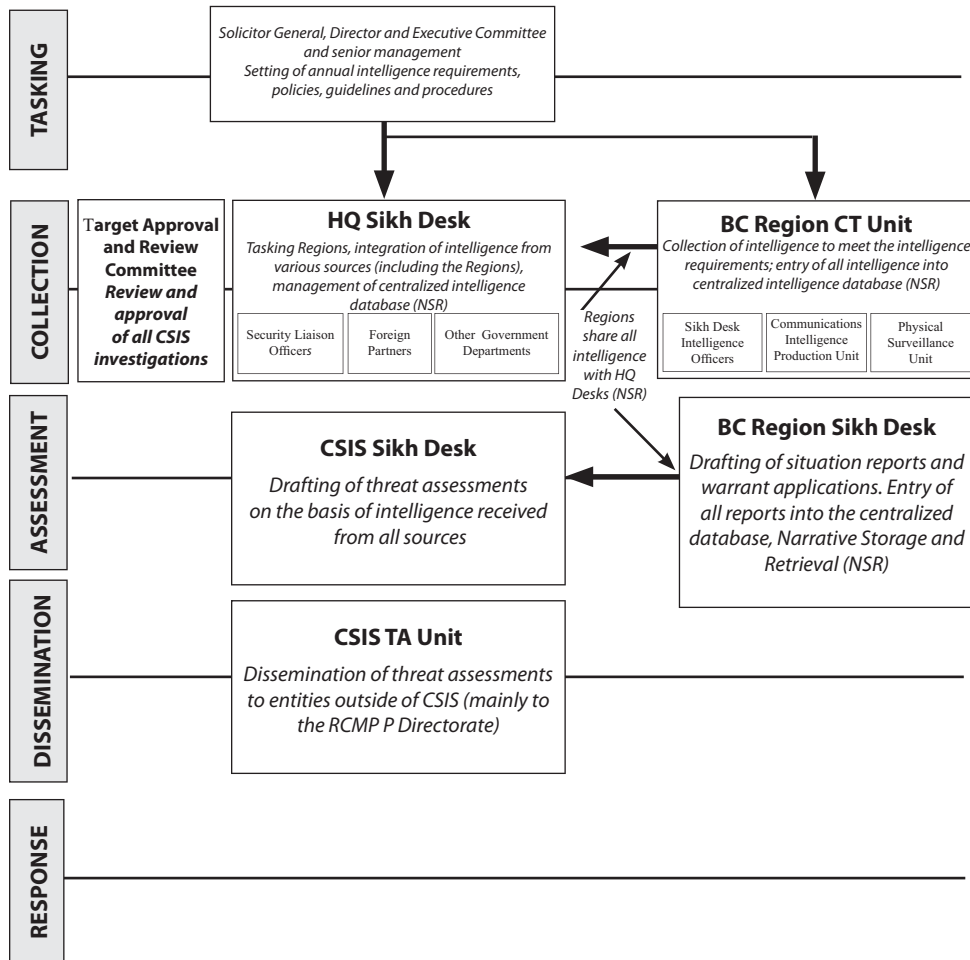 TASKING
Solicitor General, Director and Executive Committee
and senior management
Setting of annual intelligence requirements,
policies, guidelines and procedures
COLLECTION
Target Approval
and Review
Committee
Review and
approval
of all CSIS
investigations
HQ Sikh Desk
Tasking Regions, integration of intelligence from
various sources (including the Regions),
management of centralized intelligence
database (NSR)
Security Liaison
Officers
Foreign
Partners
Other Government
Departments
Regions
share all
intelligence
with HQ
Desks (NSR)
BC Region CT Unit
Collection of intelligence to meet the intelligence
requirements; entry of all intelligence into
centralized intelligence database (NSR)
Sikh Desk
Intelligence
Officers
Communications
Intelligence
Production Unit
Physical
Surveillance
Unit
ASSESSMENT
CSIS Sikh Desk
Drafting of threat assessments
on the basis of intelligence received
from all sources
BC Region Sikh Desk
Drafting of situation reports and
warrant applications. Entry of
all reports into the centralized
database, Narrative Storage and
Retrieval (NSR)
DISSEMINATION
CSIS TA Unit
Dissemination of threat assessments
to entities outside of CSIS (mainly to
the RCMP P Directorate)
RESPONSE